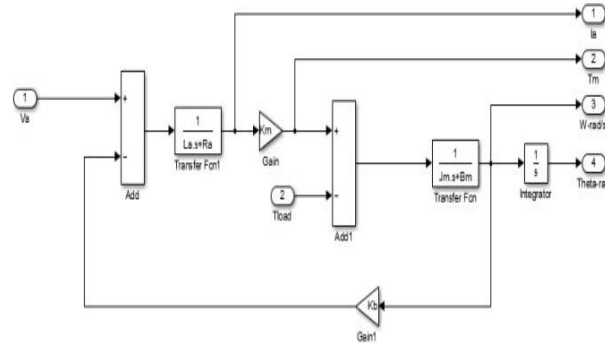 1
Ia
2
Tm
1
Va
+
−
Add
1
La.s+Ra
Transfer Fcn1
Km
Gain
+
−
Add1
2
Tload
1
Jm.s+Bm
Transfer Fcn
3
W-rad/s
1
s
Integrator
4
Theta-ra
Kb
Gain1